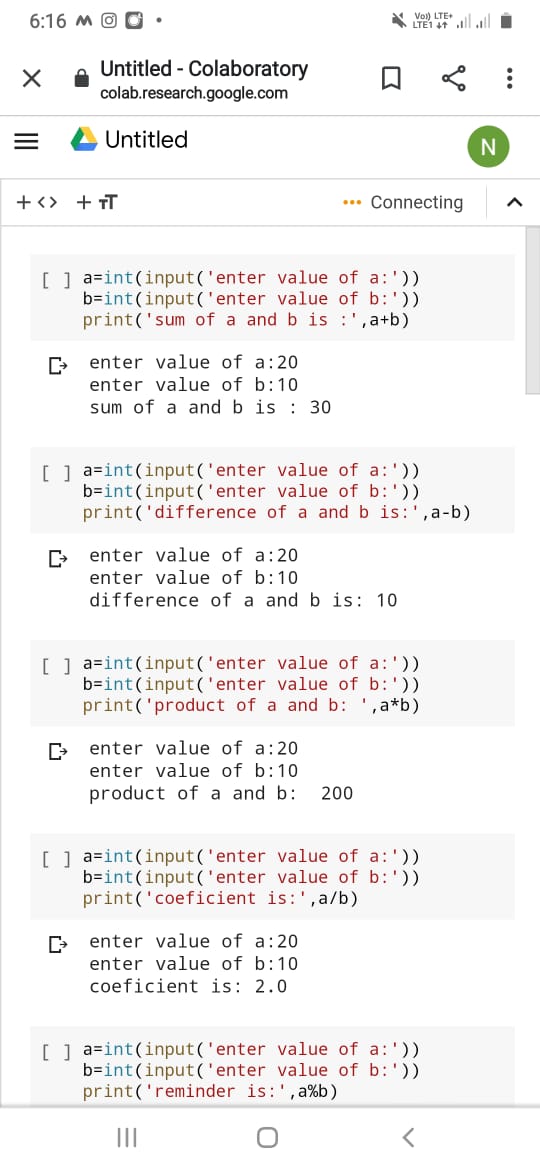 6:16
Vo)) LTE+
LTE1
Untitled - Colaboratory
colab.research.google.com
Untitled
N
+ <> + TT
Connecting
[ ] a=int(input('enter value of a:'))
b=int(input('enter value of b:'))
print('sum of a and b is :',a+b)
enter value of a:20
enter value of b:10
sum of a and b is : 30
[ ] a=int(input('enter value of a:'))
b=int(input('enter value of b:'))
print('difference of a and b is:',a-b)
enter value of a:20
enter value of b:10
difference of a and b is: 10
[ ] a=int(input('enter value of a:'))
b=int(input('enter value of b:'))
print('product of a and b: ',a*b)
enter value of a:20
enter value of b:10
product of a and b:  200
[ ] a=int(input('enter value of a:'))
b=int(input('enter value of b:'))
print('coeficient is:',a/b)
enter value of a:20
enter value of b:10
coeficient is: 2.0
[ ] a=int(input('enter value of a:'))
b=int(input('enter value of b:'))
print('reminder is:',a%b)